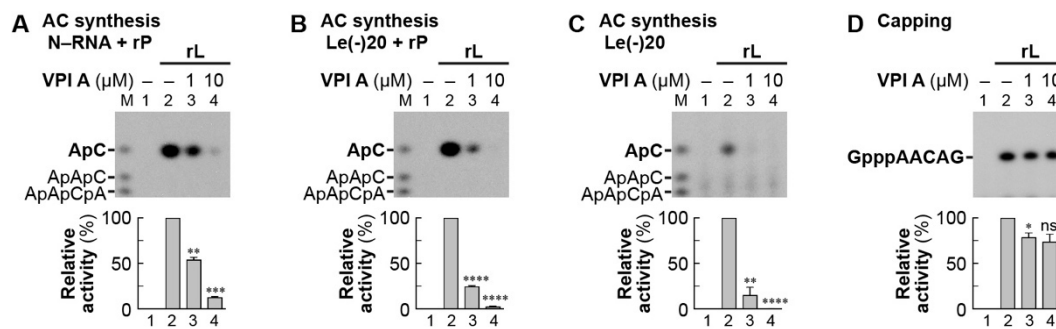 A AC synthesis
N–RNA + rP
rL
VPI A (μM) – 1 10
M 1 2 3 4
ApC
ApApC
ApApCpA
Relative activity (%)
100
50
0
** ***
1 2 3 4
B AC synthesis
Le(-)20 + rP
rL
VPI A (μM) – 1 10
M 1 2 3 4
ApC
ApApC
ApApCpA
Relative activity (%)
100
50
0
**** ****
1 2 3 4
C AC synthesis
Le(-)20
rL
VPI A (μM) – 1 10
M 1 2 3 4
ApC
ApApC
ApApCpA
Relative activity (%)
100
50
0
** ****
1 2 3 4
D Capping
rL
VPI A (μM) – 1 10
1 2 3 4
GpppAACAG
Relative activity (%)
100
50
0
* ns
1 2 3 4